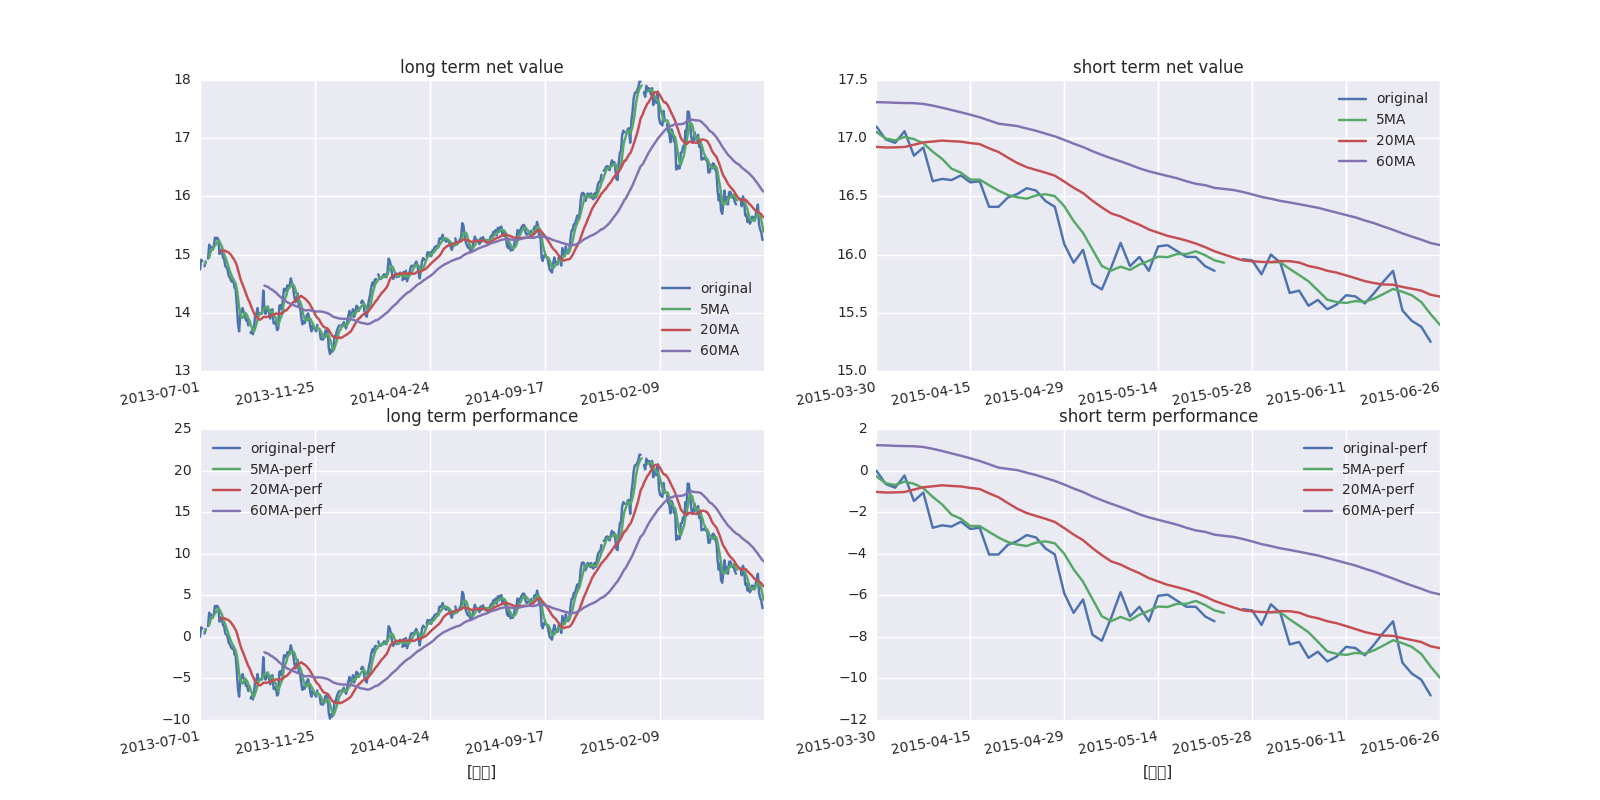 long term net value
18
17
16
15
14
13
original
5MA
20MA
60MA
2013-07-01
2013-11-25
2014-04-24
2014-09-17
2015-02-09
short term net value
17.5
17.0
16.5
16.0
15.5
15.0
original
5MA
20MA
60MA
2015-03-30
2015-04-15
2015-04-29
2015-05-14
2015-05-28
2015-06-11
2015-06-26
long term performance
25
20
15
10
5
0
−5
−10
original-perf
5MA-perf
20MA-perf
60MA-perf
2013-07-01
2013-11-25
2014-04-24
2014-09-17
2015-02-09
short term performance
2
0
−2
−4
−6
−8
−10
−12
original-perf
5MA-perf
20MA-perf
60MA-perf
2015-03-30
2015-04-15
2015-04-29
2015-05-14
2015-05-28
2015-06-11
2015-06-26